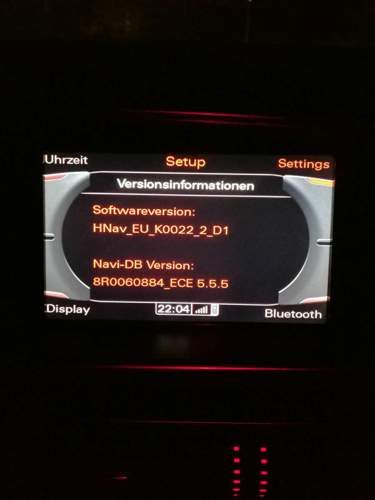 Uhrzeit
Setup
Settings
Versionsinformationen
Softwareversion:
HNav_EU_K0022_2_D1
Navi-DB Version:
8R0060884_ECE 5.5.5
Display
22:04
Bluetooth